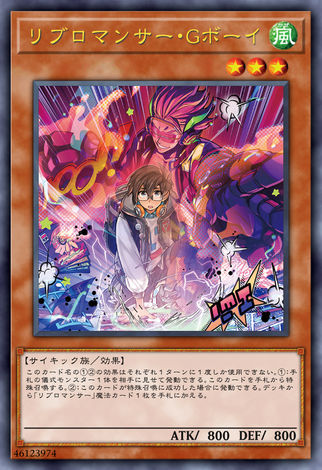 リブロマンサー・Gボーイ
風
【サイキック族／効果】
このカード名の①②の効果はそれぞれ１ターンに１度しか使用できない。①：手
札の儀式モンスター１体を相手に見せて発動できる。このカードを手札から特
殊召喚する。②：このカードが特殊召喚に成功した場合に発動できる。デッキか
ら「リブロマンサー」魔法カード１枚を手札に加える。
ATK/ 800 DEF/ 800
46123974